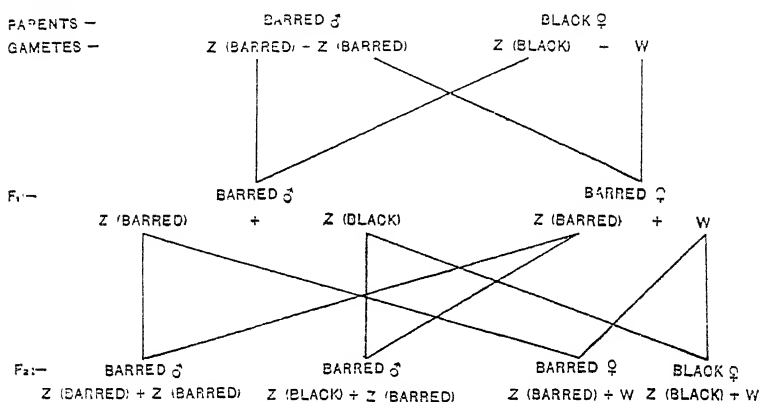 PARENTS — BARRED ♂ BLACK ♀
GAMETES — Z (BARRED) – Z (BARRED) Z (BLACK) – W
F₁:— BARRED ♂ BARRED ♀
Z (BARRED) + Z (BLACK) Z (BARRED) + W
F₂:— BARRED ♂ BARRED ♂ BARRED ♀ BLACK ♀
Z (BARRED) + Z (BARRED) Z (BLACK) + Z (BARRED) Z (BARRED) + W Z (BLACK) + W